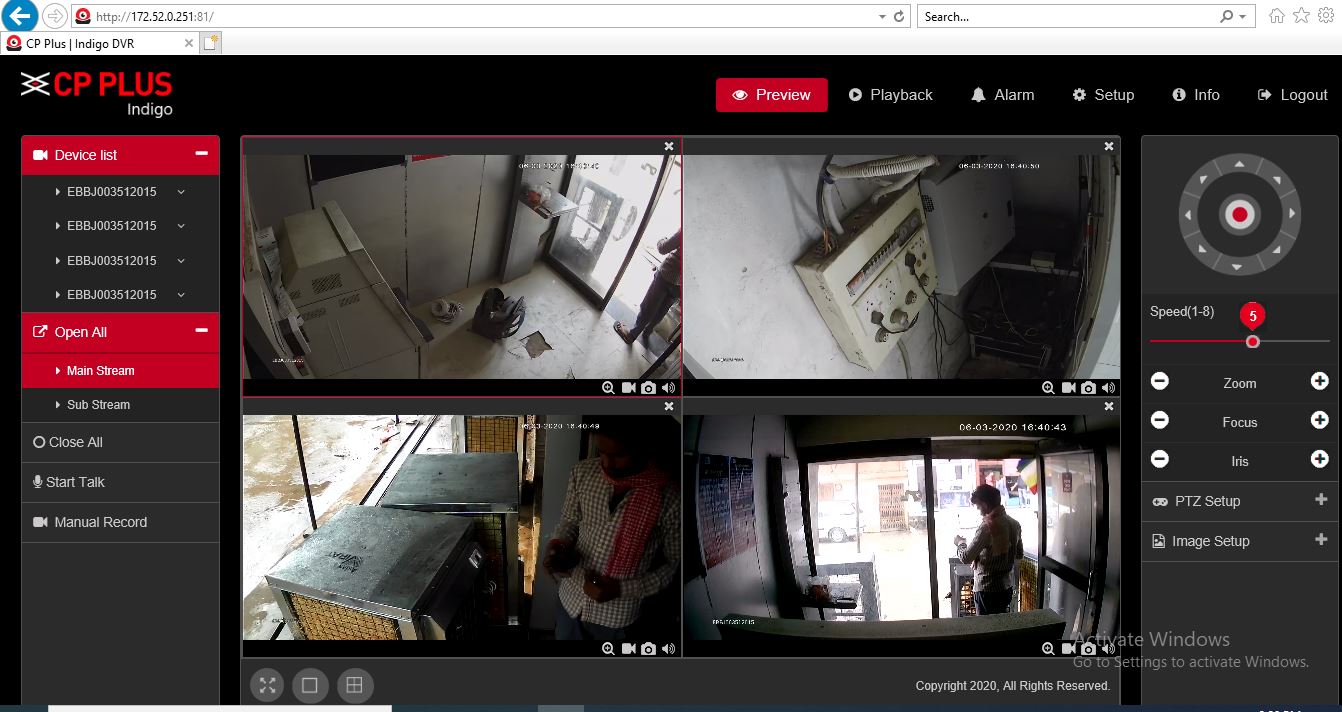 http://172.52.0.251:81/
Search...
CP Plus | Indigo DVR
CP PLUS
Indigo
Preview
Playback
Alarm
Setup
Info
Logout
Device list
EBBJ003512015
EBBJ003512015
EBBJ003512015
EBBJ003512015
Open All
Main Stream
Sub Stream
Close All
Start Talk
Manual Record
06-03-2020 16:40:50
06-03-2020 16:40:49
06-03-2020 16:40:43
Speed(1-8)
5
Zoom
Focus
Iris
PTZ Setup
Image Setup
Activate Windows
Go to Settings to activate Windows.
Copyright 2020, All Rights Reserved.